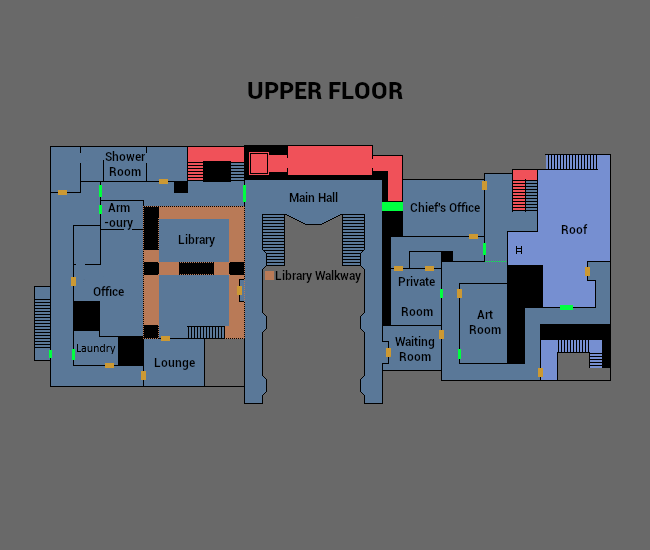 UPPER FLOOR
Shower
Room
Main Hall
Arm
-oury
Chief's Office
Library
Roof
Library Walkway
Office
Private
Room
Art
Room
Laundry
Lounge
Waiting
Room